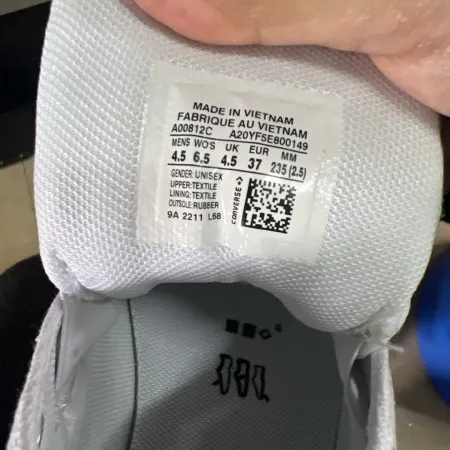 MADE IN VIETNAM
FABRIQUE AU VIETNAM
A00812C A20YF5E800149
MENS WO'S UK EUR MM
4.5 6.5 4.5 37 235 (2.5)
GENDER: UNISEX
UPPER:TEXTILE
LINING: TEXTILE
OUTSOLE: RUBBER
9A 2211 L68
CONVERSE